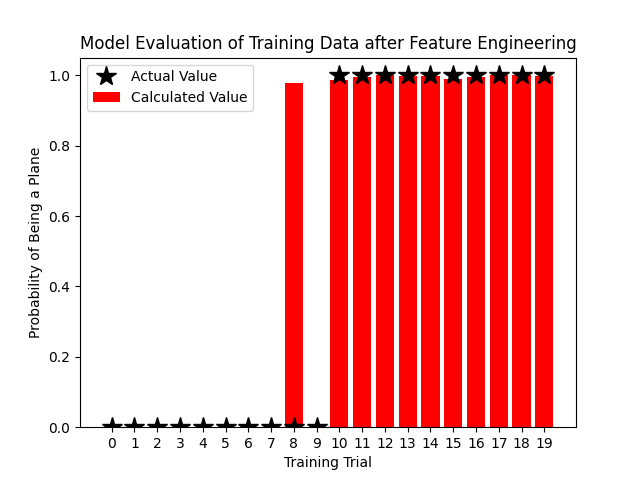 Model Evaluation of Training Data after Feature Engineering
Actual Value
Calculated Value
Probability of Being a Plane
1.0
0.8
0.6
0.4
0.2
0.0
0 1 2 3 4 5 6 7 8 9 10 11 12 13 14 15 16 17 18 19
Training Trial